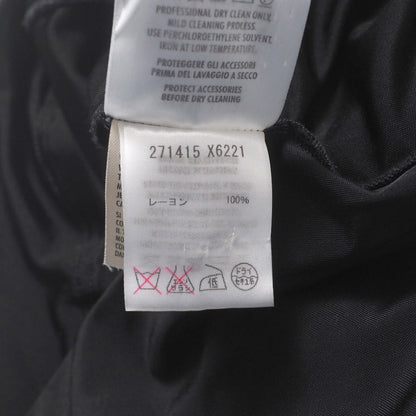 PROFESSIONAL DRY CLEAN ONLY.
MILD CLEANING PROCESS.
USE PERCHLOROETHYLENE SOLVENT.
IRON AT LOW TEMPERATURE.
PROTEGGERE GLI ACCESSORI
PRIMA DEL LAVAGGIO A SECCO
PROTECT ACCESSORIES
BEFORE DRY CLEANING
271415 X6221
レーヨン 100%
低
ドライ
セキユ系